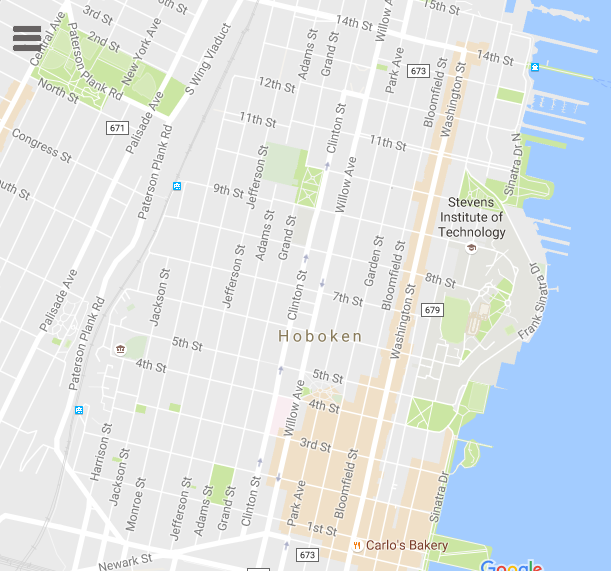 15th St
Willow Ave
3rd St
14th St
Central Ave
2nd St
New York Ave
S Wing Viaduct
Adams St
Grand St
Paterson Plank Rd
Park Ave
14th St
673
Bloomfield St
Washington St
12th St
North St
Palisade Ave
11th St
Clinton St
671
Congress St
11th St
Paterson Plank Rd
Willow Ave
Sinatra Dr N
Jefferson St
9th St
Stevens
Institute of
Technology
Adams St
Grand St
Garden St
Bloomfield St
Jefferson St
8th St
Palisade Ave
Jackson St
Clinton St
7th St
Frank Sinatra Dr
679
Washington St
Paterson Plank Rd
Hoboken
5th St
4th St
5th St
Willow Ave
4th St
Harrison St
3rd St
Jackson St
Monroe St
Jefferson St
Adams St
Grand St
Clinton St
Park Ave
Bloomfield St
Sinatra Dr
1st St
Carlo's Bakery
673
Newark St
Google